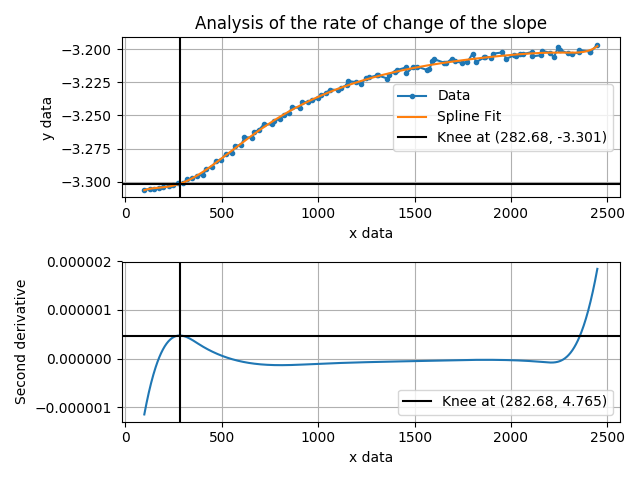 Analysis of the rate of change of the slope
−3.200
−3.225
−3.250
−3.275
−3.300
y data
Data
Spline Fit
Knee at (282.68, -3.301)
0 500 1000 1500 2000 2500
x data
0.000002
0.000001
0.000000
−0.000001
Second derivative
Knee at (282.68, 4.765)
0 500 1000 1500 2000 2500
x data